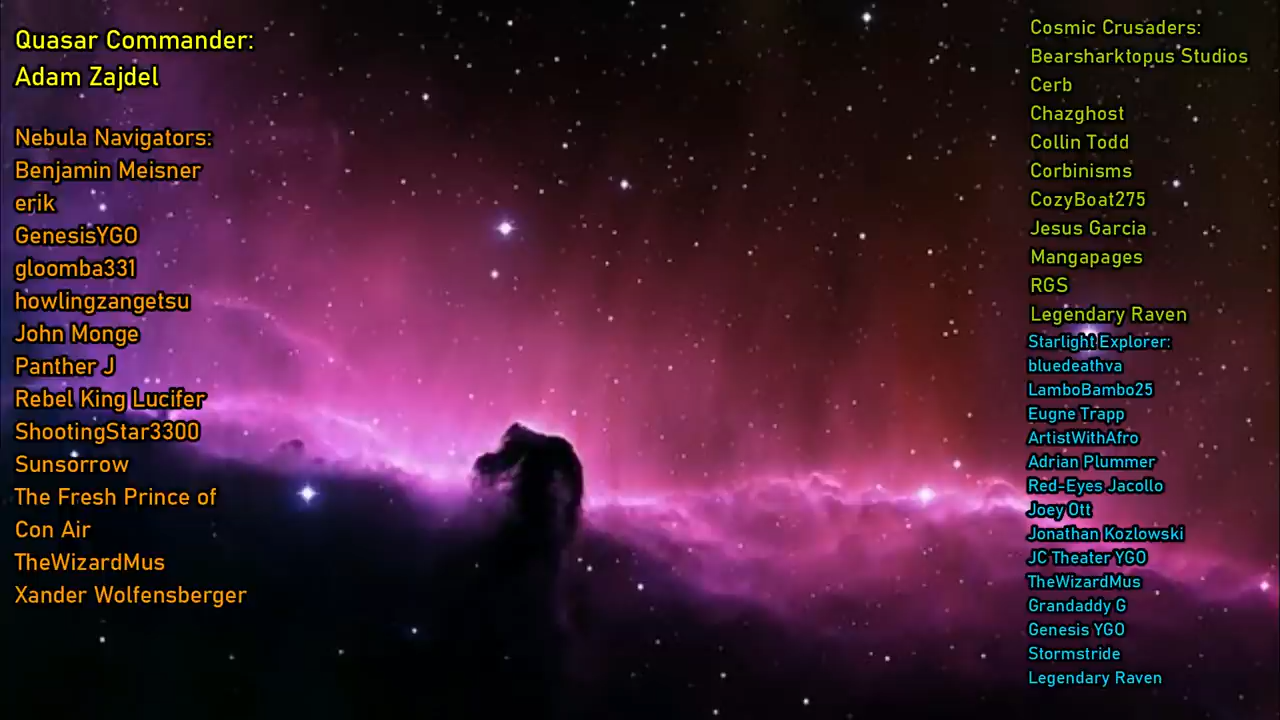 Quasar Commander:
Adam Zajdel
Nebula Navigators:
Benjamin Meisner
erik
GenesisYGO
gloomba331
howlingzangetsu
John Monge
Panther J
Rebel King Lucifer
ShootingStar3300
Sunsorrow
The Fresh Prince of
Con Air
TheWizardMus
Xander Wolfensberger
Cosmic Crusaders:
Bearsharktopus Studios
Cerb
Chazghost
Collin Todd
Corbinisms
CozyBoat275
Jesus Garcia
Mangapages
RGS
Legendary Raven
Starlight Explorer:
bluedeathva
LamboBambo25
Eugne Trapp
ArtistWithAfro
Adrian Plummer
Red-Eyes Jacollo
Joey Ott
Jonathan Kozlowski
JC Theater YGO
TheWizardMus
Grandaddy G
Genesis YGO
Stormstride
Legendary Raven